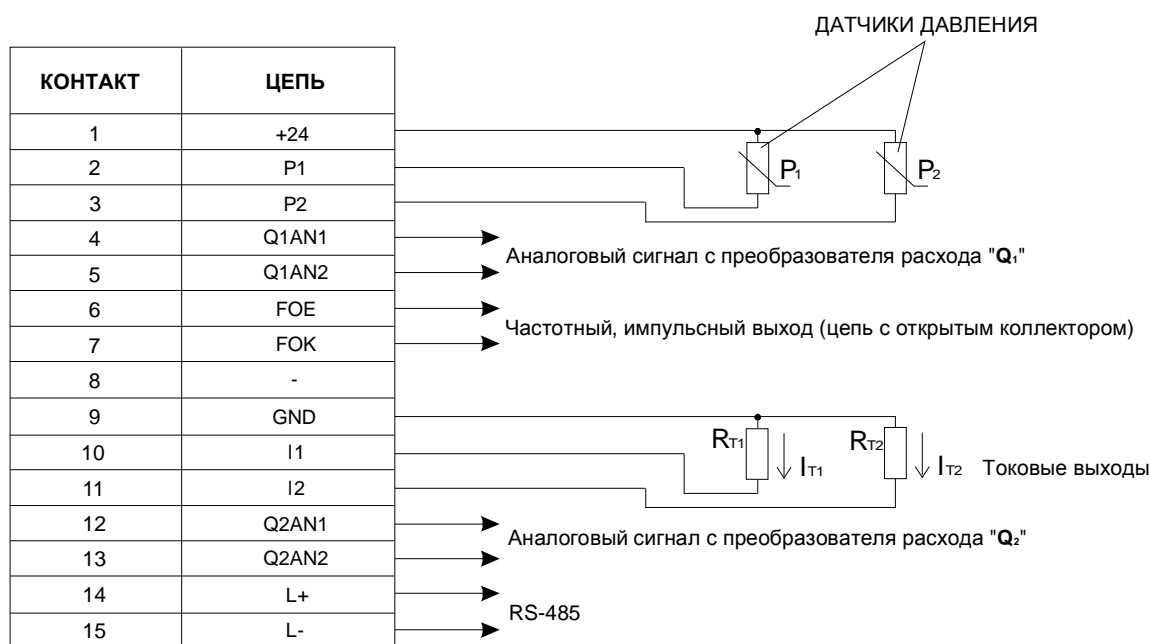 ДАТЧИКИ ДАВЛЕНИЯ
КОНТАКТ ЦЕПЬ
1 +24
2 P1 P₁ P₂
3 P2
4 Q1AN1
Аналоговый сигнал с преобразователя расхода "Q₁"
5 Q1AN2
6 FOE
Частотный, импульсный выход (цепь с открытым коллектором)
7 FOK
8 -
9 GND
RT1 RT2
10 I1 IT1 IT2 Токовые выходы
11 I2
12 Q2AN1
Аналоговый сигнал с преобразователя расхода "Q₂"
13 Q2AN2
14 L+
RS-485
15 L-